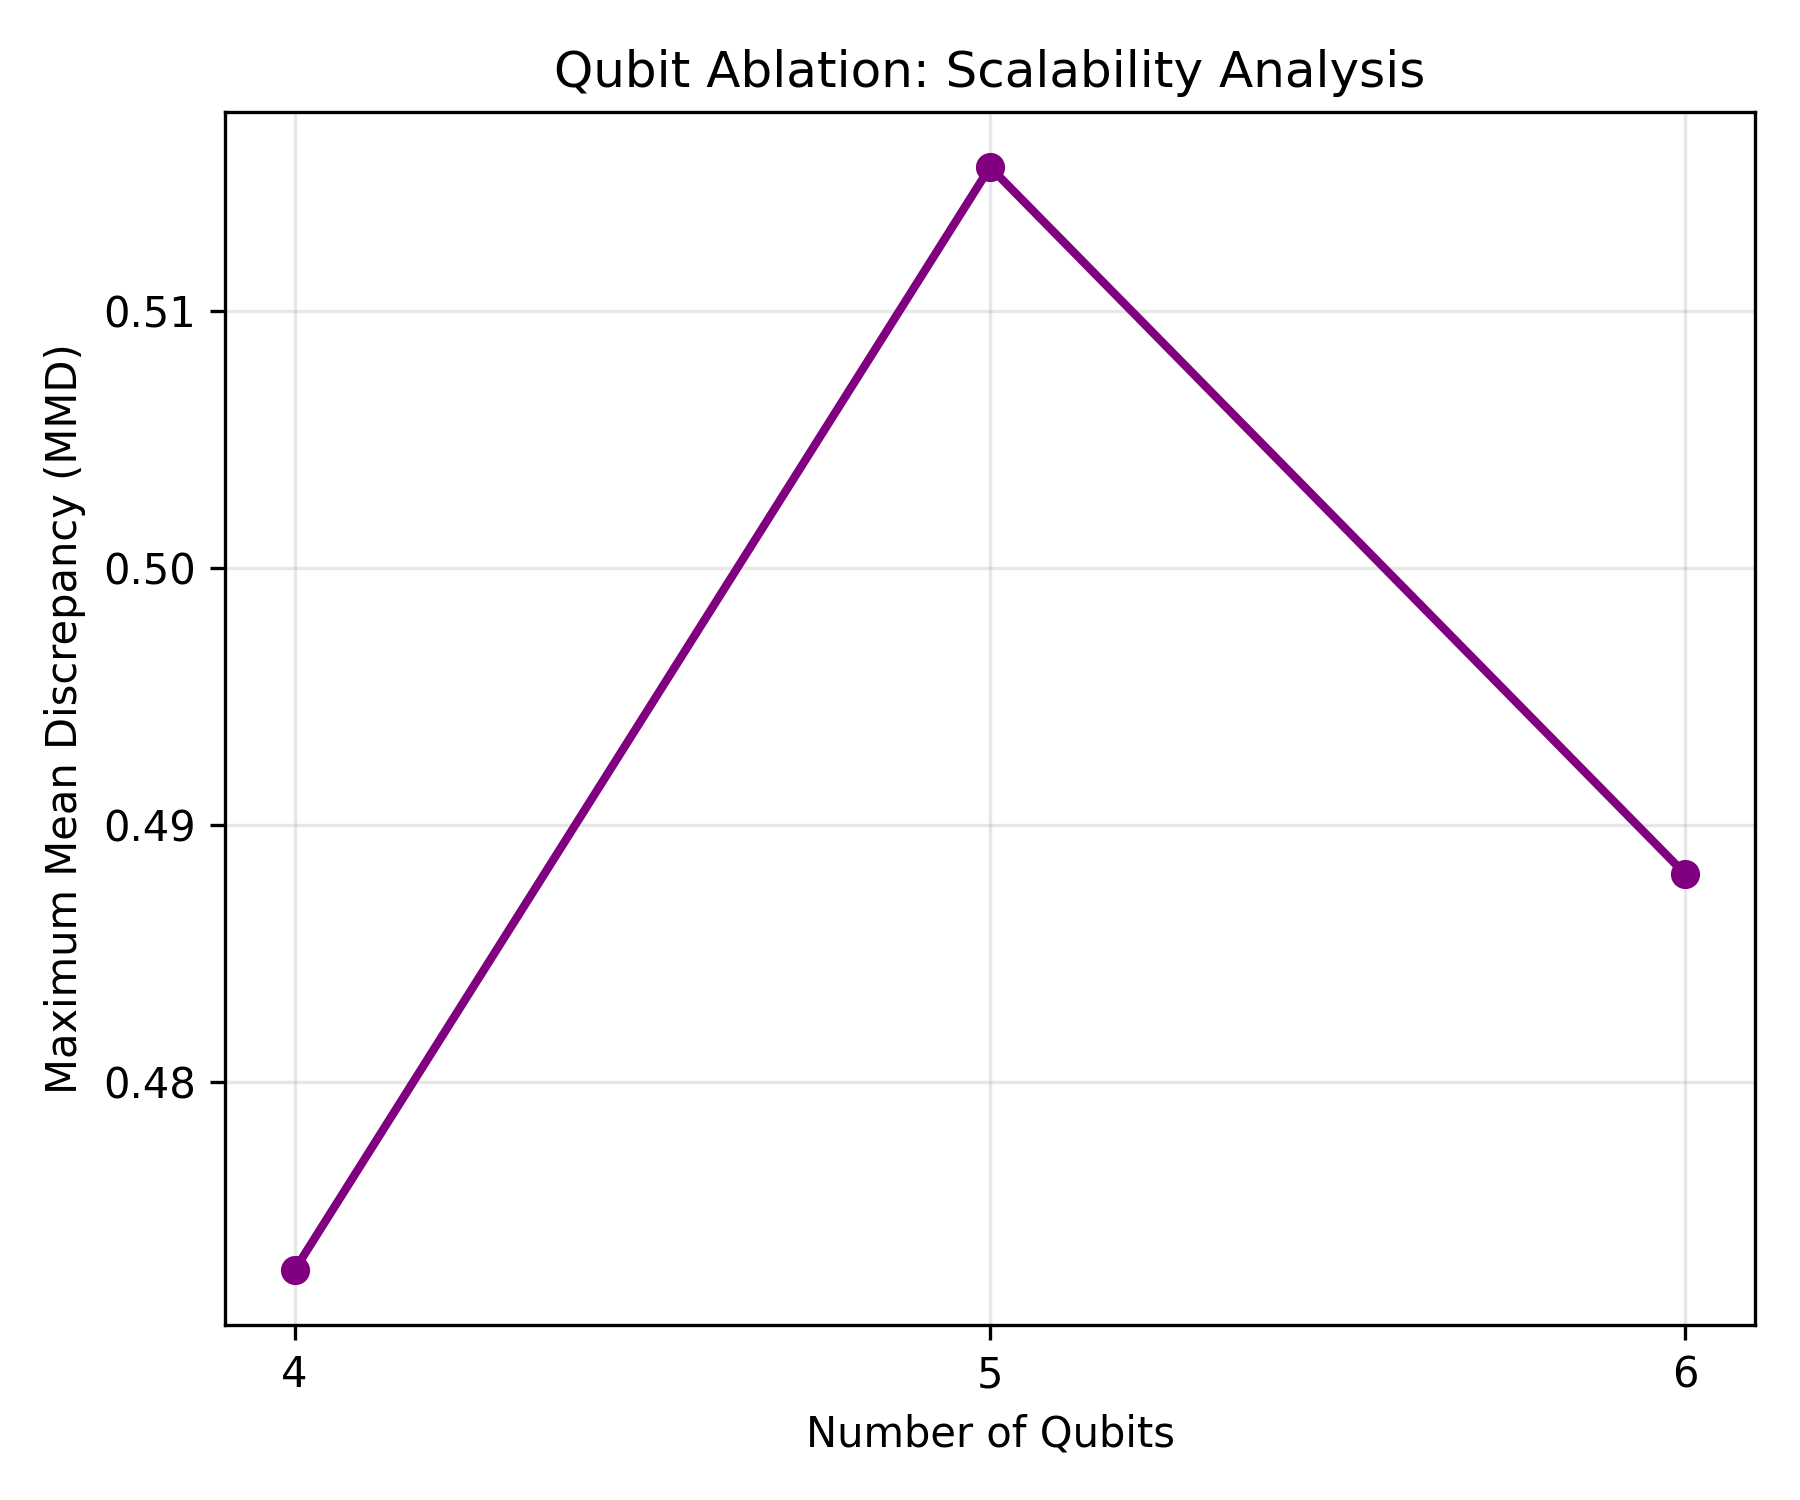 Qubit Ablation: Scalability Analysis
Maximum Mean Discrepancy (MMD)
0.51
0.50
0.49
0.48
4
5
6
Number of Qubits